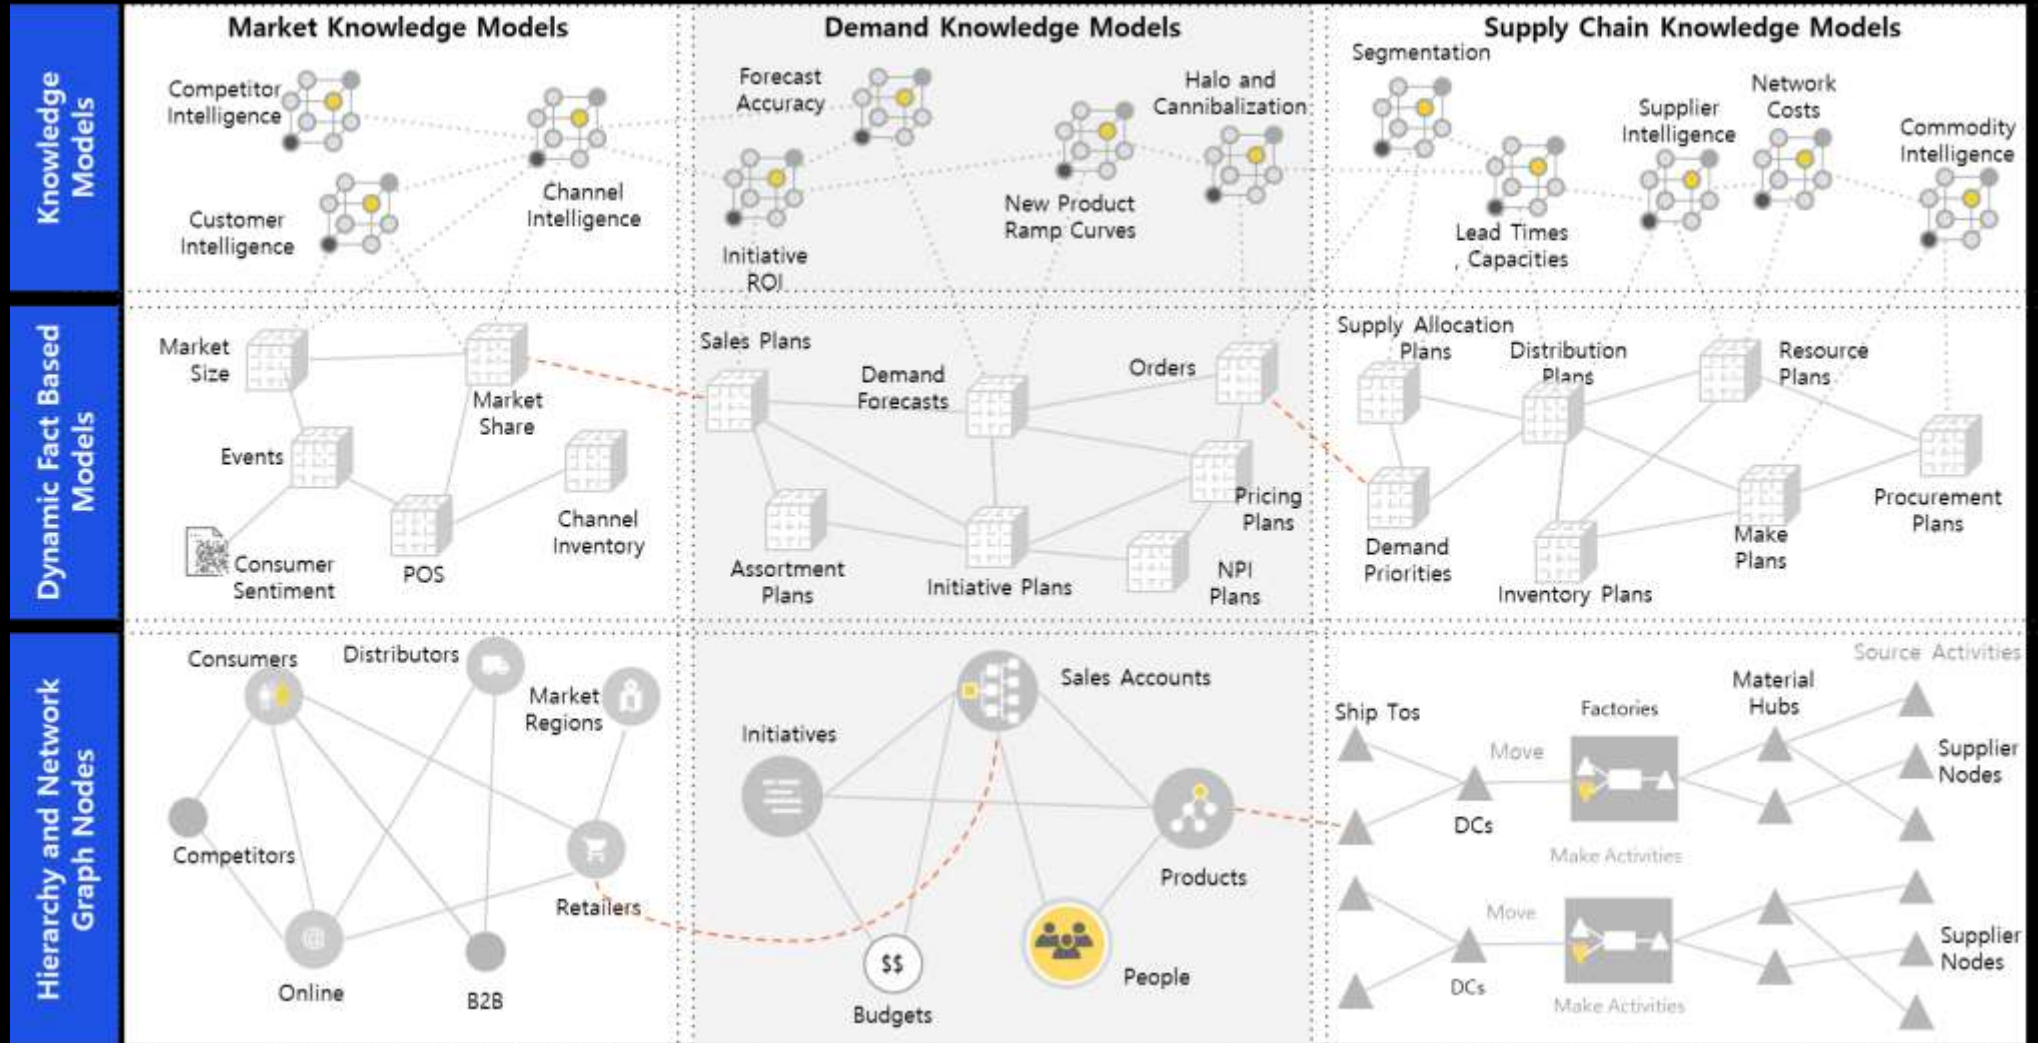 Market Knowledge Models
Demand Knowledge Models
Supply Chain Knowledge Models
Knowledge
Models
Competitor
Intelligence
Customer
Intelligence
Channel
Intelligence
Forecast
Accuracy
Initiative
ROI
New Product
Ramp Curves
Halo and
Cannibalization
Segmentation
Lead Times
, Capacities
Supplier
Intelligence
Network
Costs
Commodity
Intelligence
Dynamic Fact Based
Models
Market
Size
Market
Share
Events
Consumer
Sentiment
POS
Channel
Inventory
Sales Plans
Demand
Forecasts
Orders
Assortment
Plans
Initiative Plans
Pricing
Plans
NPI
Plans
Supply Allocation
Plans
Distribution
Plans
Resource
Plans
Demand
Priorities
Inventory Plans
Make
Plans
Procurement
Plans
Hierarchy and Network
Graph Nodes
Consumers
Distributors
Market
Regions
Competitors
Retailers
@
Online
B2B
Sales Accounts
Initiatives
Products
$$
Budgets
People
Source Activities
Ship Tos
Move
Factories
Material
Hubs
Supplier
Nodes
DCs
Make Activities
Move
Supplier
Nodes
DCs
Make Activities